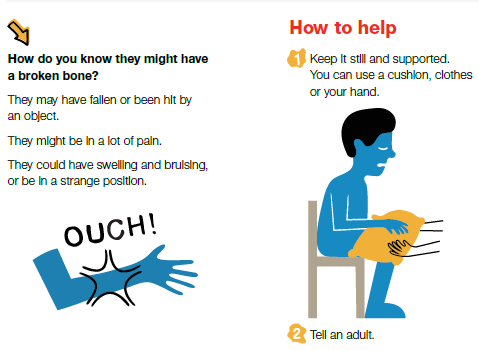 How do you know they might have
a broken bone?
They may have fallen or been hit by
an object.
They might be in a lot of pain.
They could have swelling and bruising,
or be in a strange position.
OUCH!
How to help
1 Keep it still and supported.
You can use a cushion, clothes
or your hand.
2 Tell an adult.